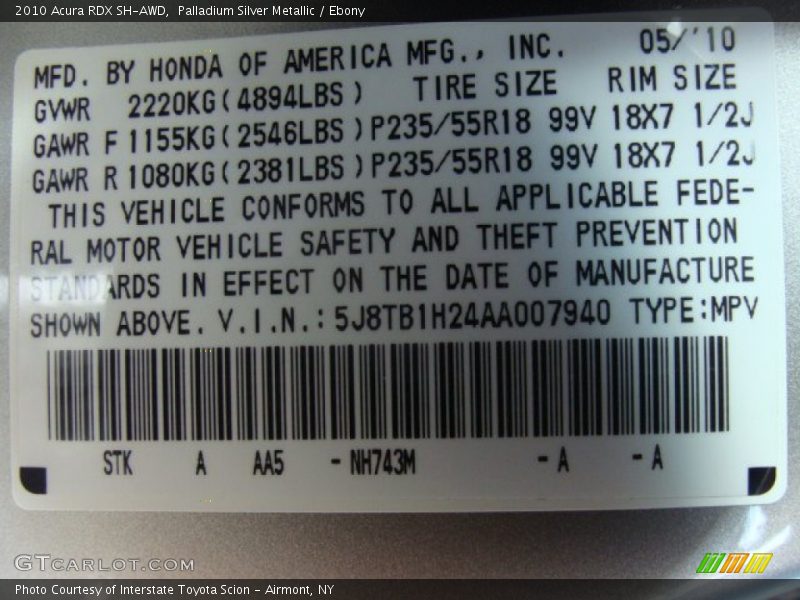 2010 Acura RDX SH-AWD,  Palladium Silver Metallic / Ebony
MFD. BY HONDA OF AMERICA MFG., INC.  05/'10
GVWR  2220KG(4894LBS)  TIRE SIZE  RIM SIZE
GAWR F 1155KG(2546LBS)P235/55R18 99V 18X7 1/2J
GAWR R 1080KG(2381LBS)P235/55R18 99V 18X7 1/2J
THIS VEHICLE CONFORMS TO ALL APPLICABLE FEDE-
RAL MOTOR VEHICLE SAFETY AND THEFT PREVENTION
STANDARDS IN EFFECT ON THE DATE OF MANUFACTURE
SHOWN ABOVE. V.I.N.: 5J8TB1H24AA007940 TYPE:MPV
STK  A  AA5  - NH743M  - A  - A
GTCARLOT.COM
Photo Courtesy of Interstate Toyota Scion - Airmont, NY